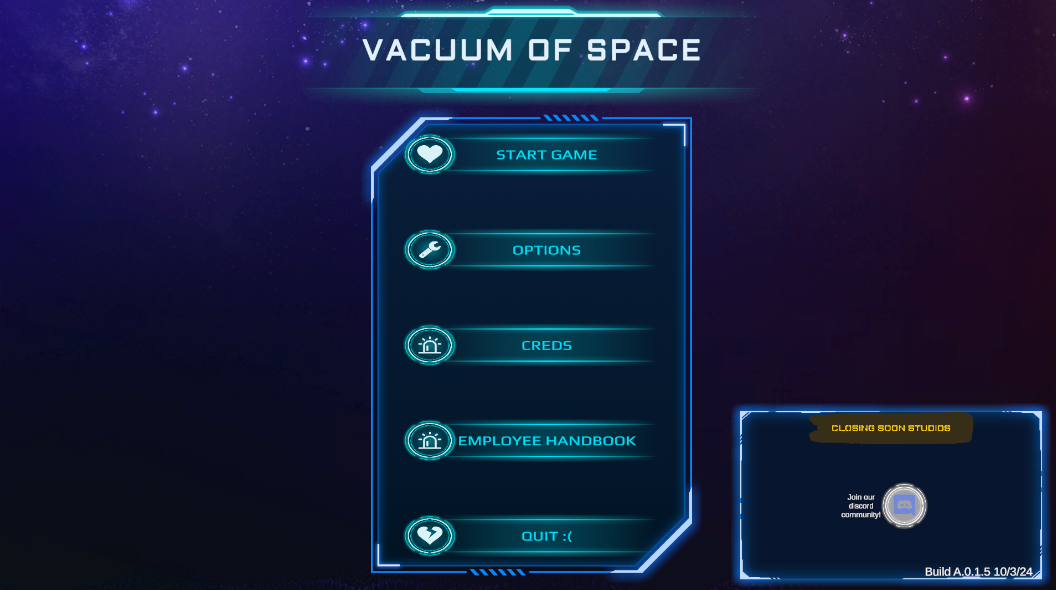 VACUUM OF SPACE
START GAME
OPTIONS
CREDS
EMPLOYEE HANDBOOK
QUIT :(
CLOSING SOON STUDIOS
Join our
discord
community!
Build A.0.1.5 10/3/24